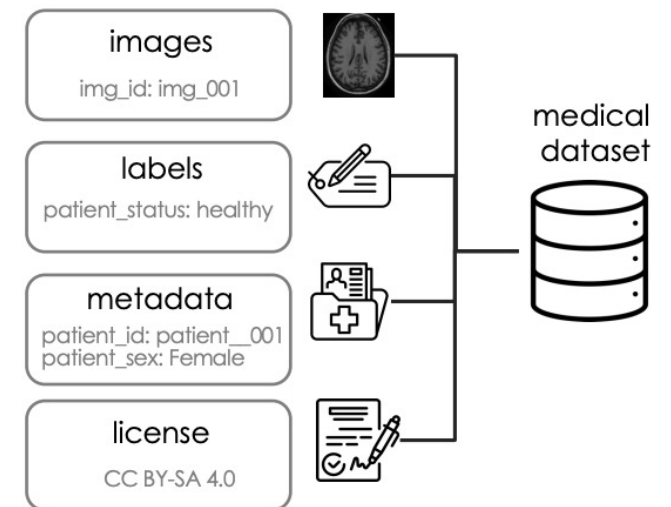 images
img_id: img_001
labels
patient_status: healthy
metadata
patient_id: patient__001
patient_sex: Female
license
CC BY-SA 4.0
medical
dataset